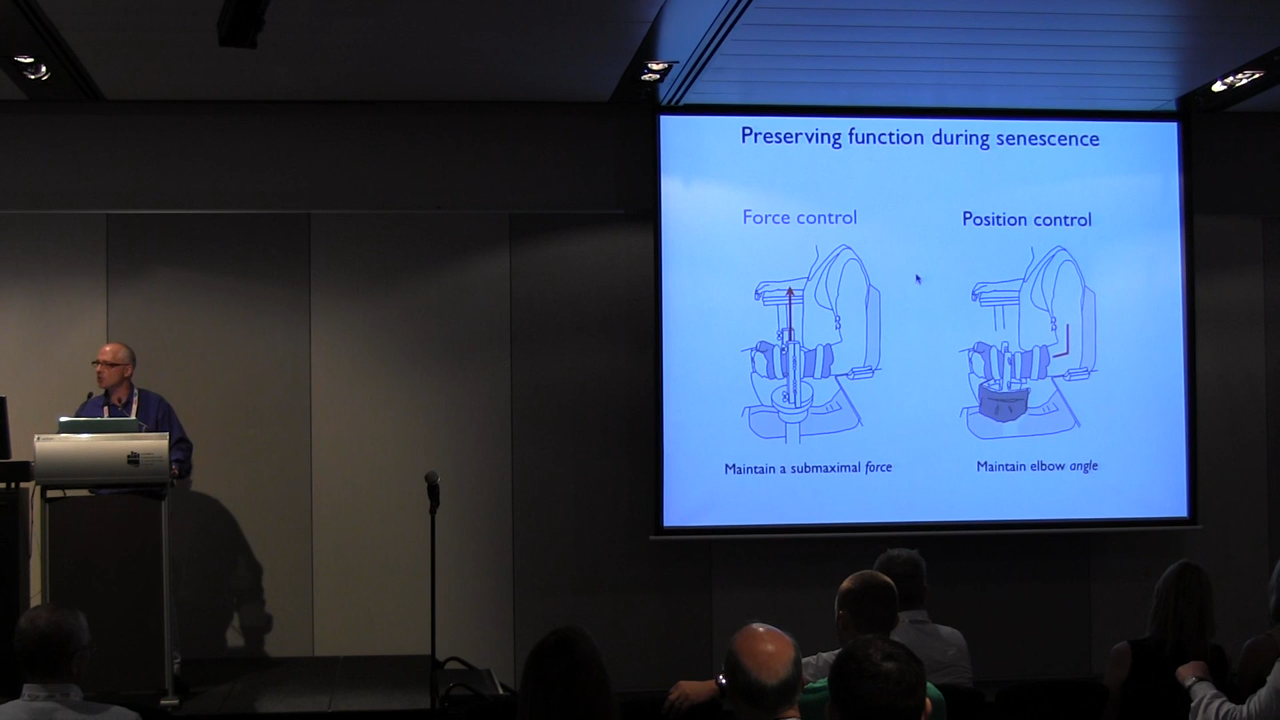 Preserving function during senescence
Force control
Position control
Maintain a submaximal force
Maintain elbow angle